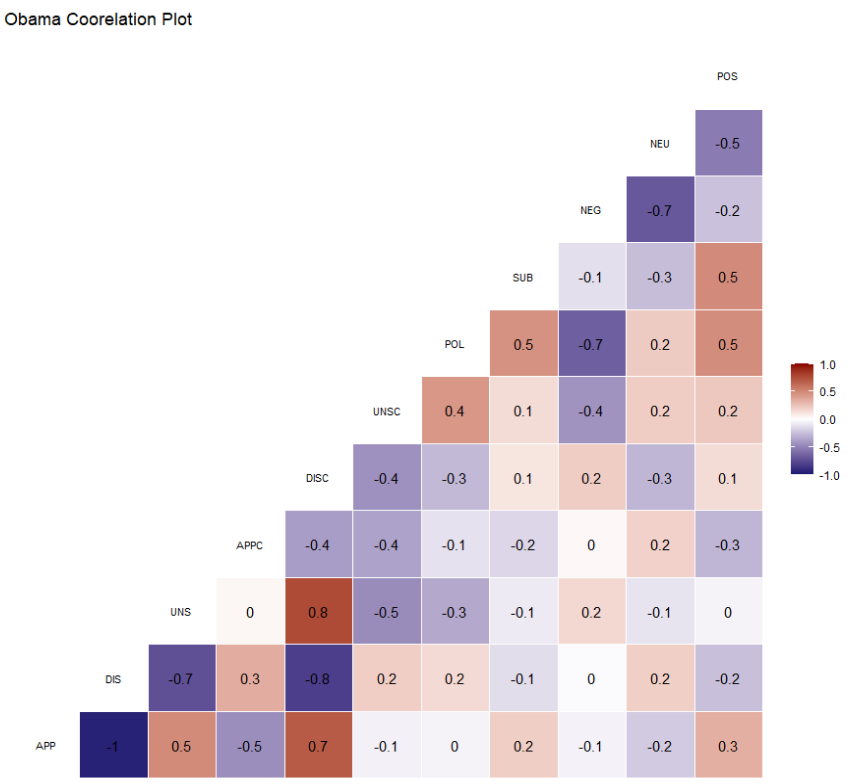 Obama Coorelation Plot
POS
NEU -0.5
NEG -0.7 -0.2
SUB -0.1 -0.3 0.5
POL 0.5 -0.7 0.2 0.5
UNSC 0.4 0.1 -0.4 0.2 0.2
DISC -0.4 -0.3 0.1 0.2 -0.3 0.1
APPC -0.4 -0.4 -0.1 -0.2 0 0.2 -0.3
UNS 0 0.8 -0.5 -0.3 -0.1 0.2 -0.1 0
DIS -0.7 0.3 -0.8 0.2 0.2 -0.1 0 0.2 -0.2
APP -1 0.5 -0.5 0.7 -0.1 0 0.2 -0.1 -0.2 0.3
1.0
0.5
0.0
-0.5
-1.0